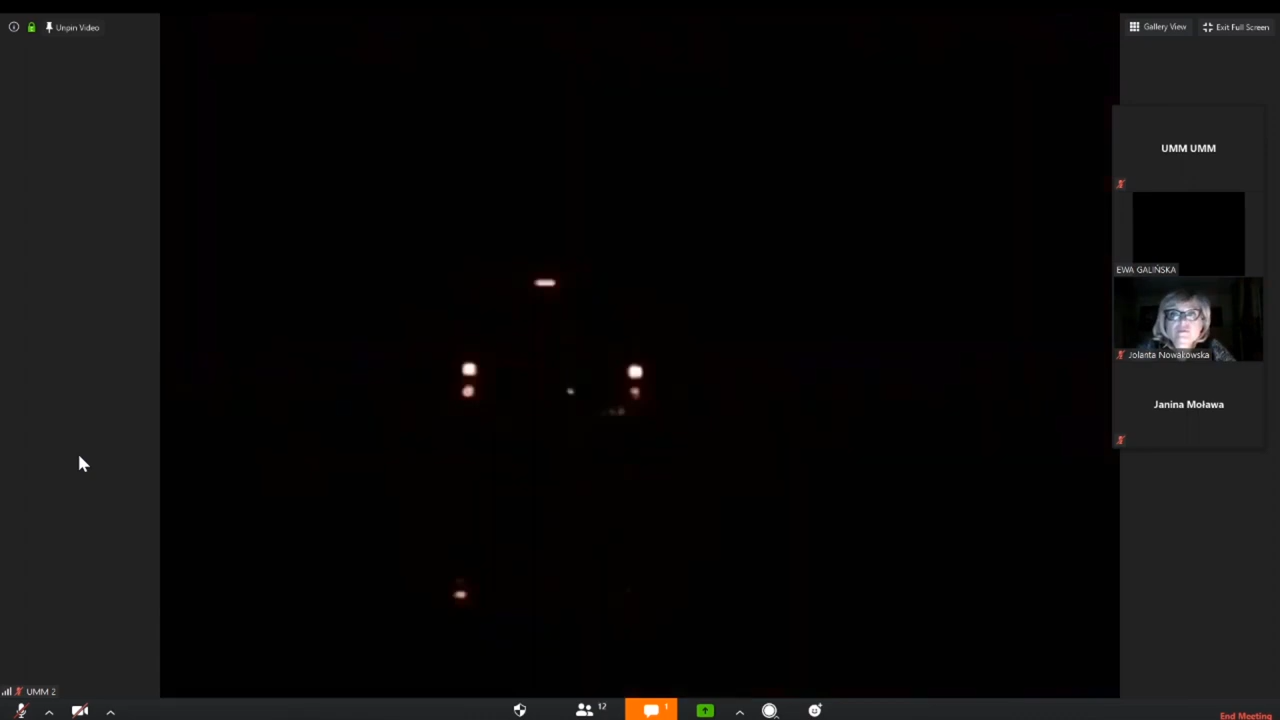 Unpin Video
Gallery View
Exit Full Screen
UMM UMM
EWA GALIŃSKA
Jolanta Nowakowska
Janina Moława
UMM 2
12
1
End Meeting